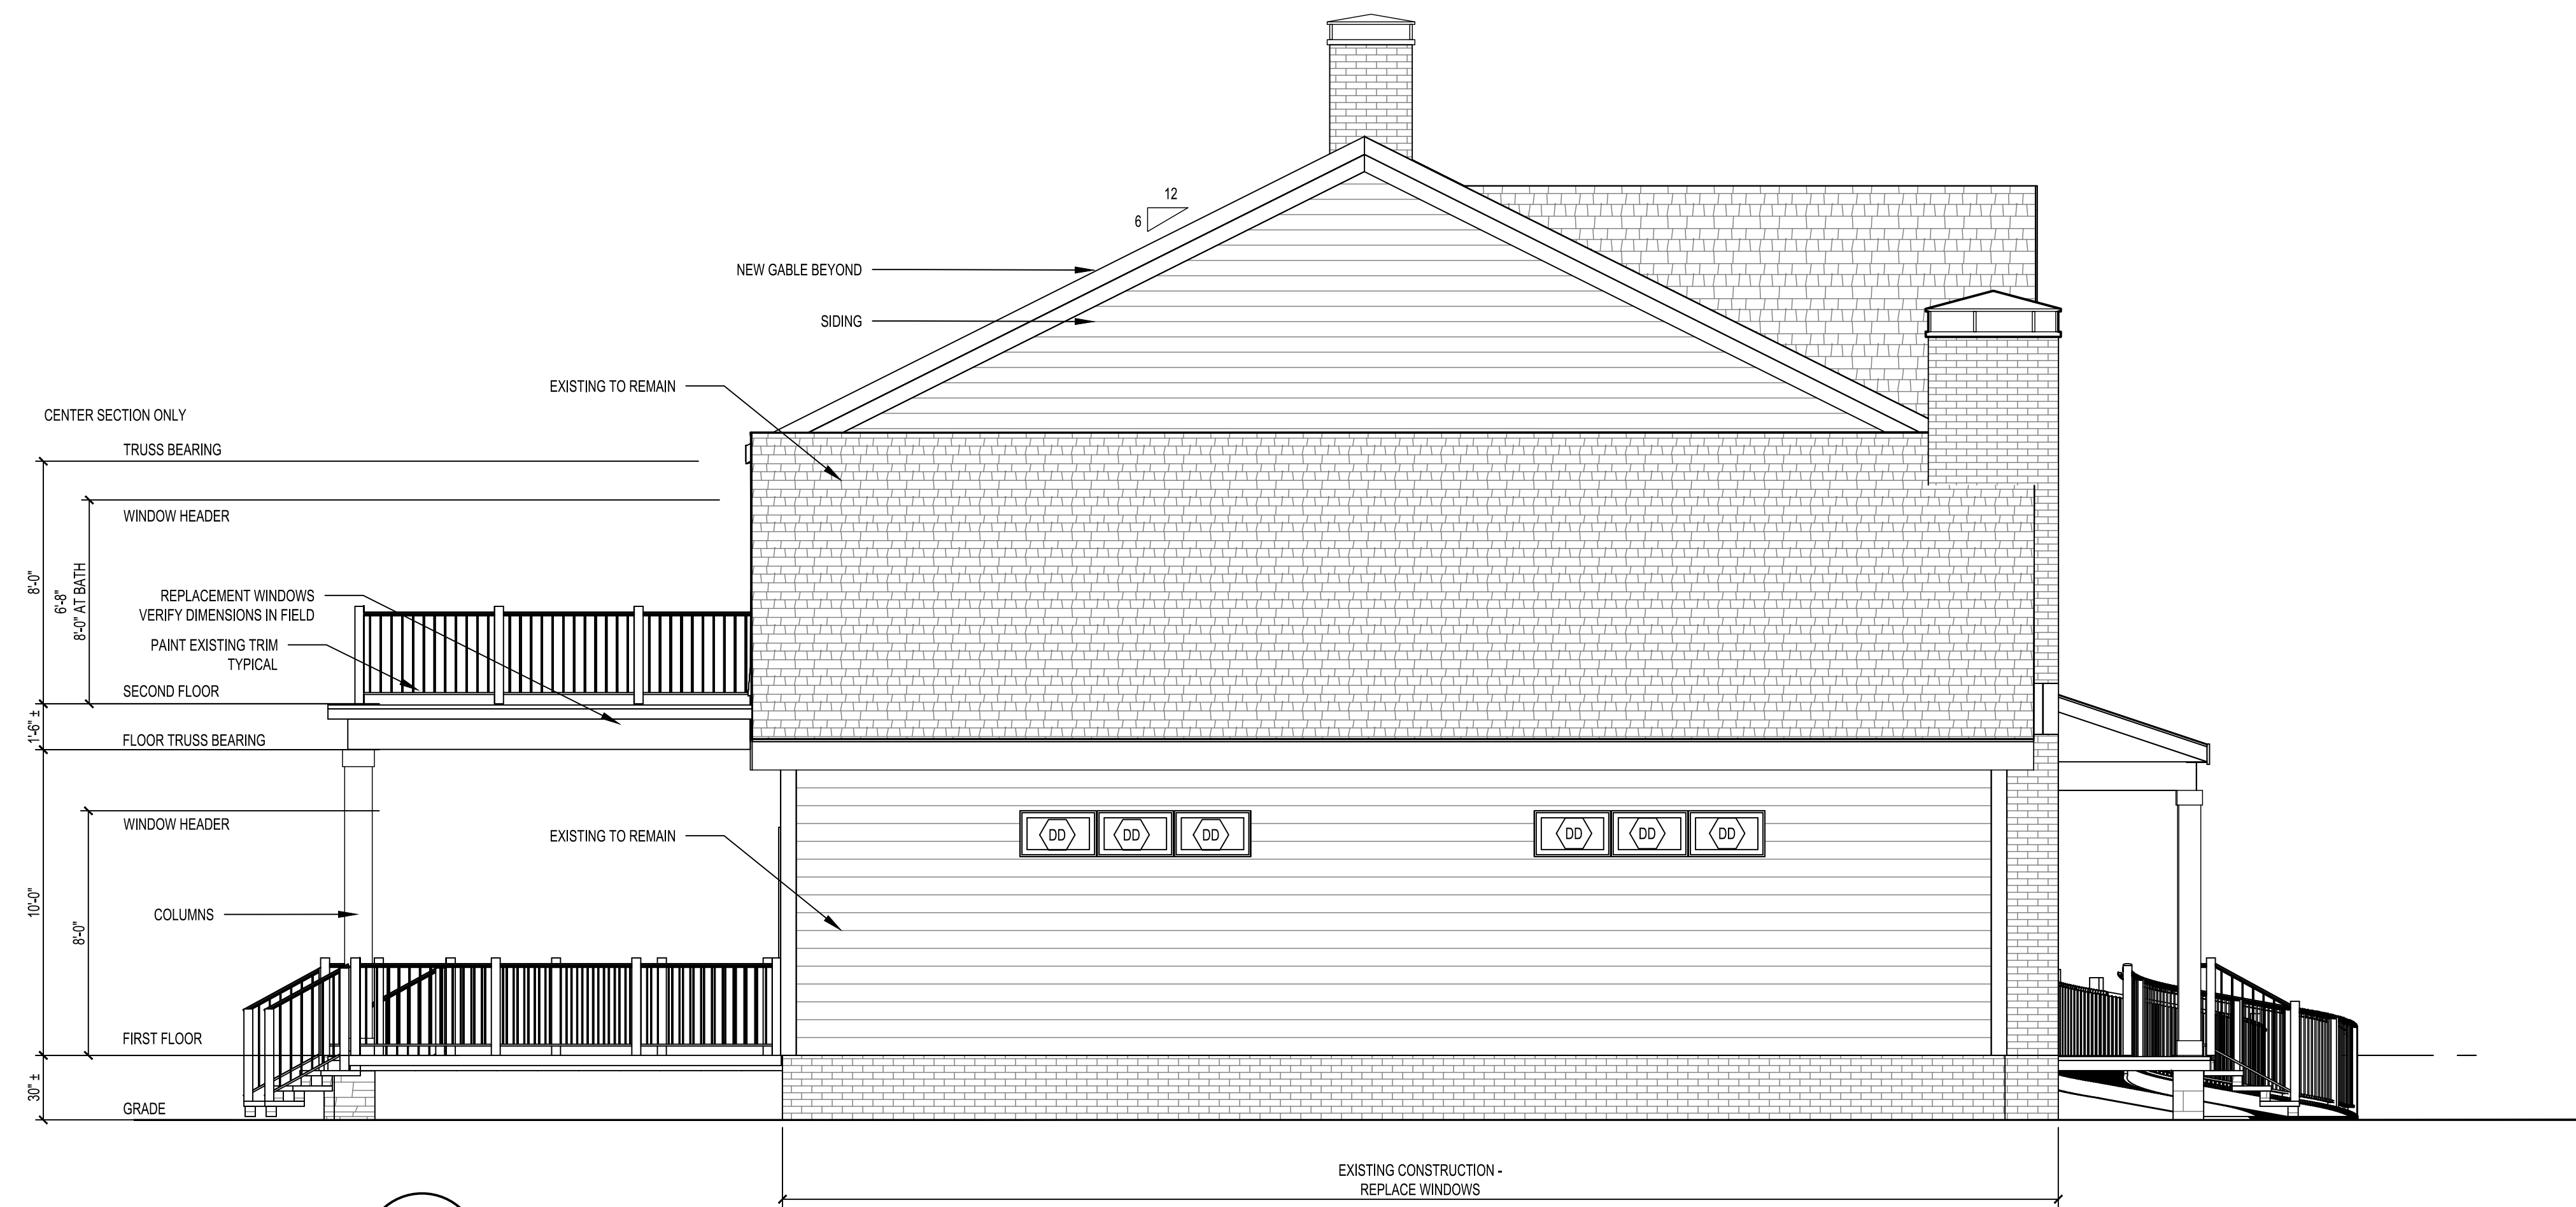 12
6
NEW GABLE BEYOND
SIDING
EXISTING TO REMAIN
CENTER SECTION ONLY
TRUSS BEARING
WINDOW HEADER
8'-0"
6'-8"
8'-0" AT BATH
REPLACEMENT WINDOWS
VERIFY DIMENSIONS IN FIELD
PAINT EXISTING TRIM
TYPICAL
SECOND FLOOR
1'-6" ±
FLOOR TRUSS BEARING
WINDOW HEADER
EXISTING TO REMAIN
DD DD DD DD DD DD
10'-0"
8'-0"
COLUMNS
FIRST FLOOR
30" ±
GRADE
EXISTING CONSTRUCTION -
REPLACE WINDOWS